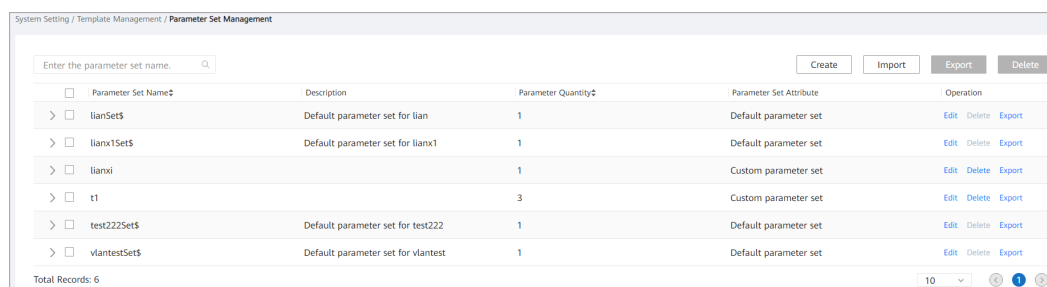 System Setting / Template Management / Parameter Set Management
Enter the parameter set name. Create Import Export Delete
Parameter Set Name Description Parameter Quantity Parameter Set Attribute Operation
lianSet$ Default parameter set for lian 1 Default parameter set Edit Delete Export
lianx1Set$ Default parameter set for lianx1 1 Default parameter set Edit Delete Export
lianxi 1 Custom parameter set Edit Delete Export
t1 3 Custom parameter set Edit Delete Export
test222Set$ Default parameter set for test222 1 Default parameter set Edit Delete Export
vlantestSet$ Default parameter set for vlantest 1 Default parameter set Edit Delete Export
Total Records: 6 10 1